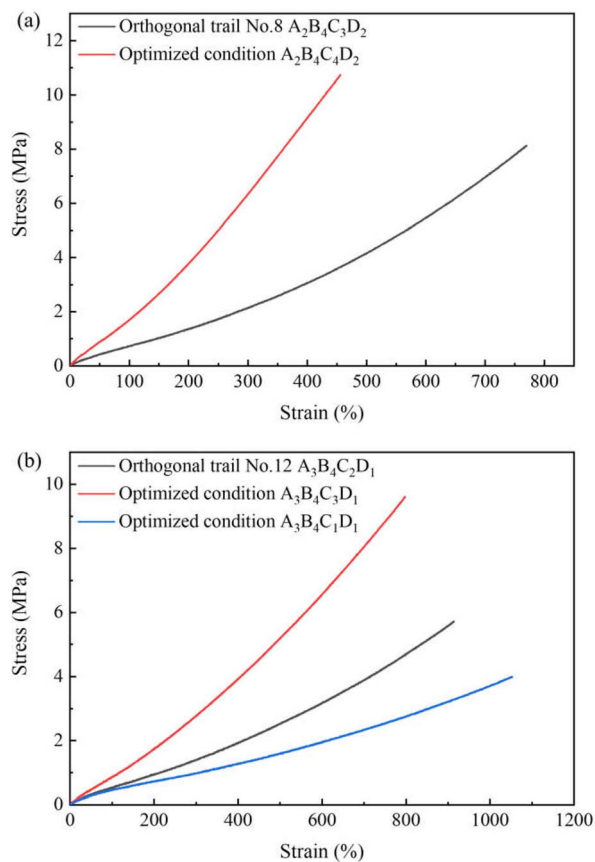 (a)
Orthogonal trail No.8 A₂B₄C₃D₂
Optimized condition A₂B₄C₄D₂
Stress (MPa)
12
10
8
6
4
2
0
0 100 200 300 400 500 600 700 800
Strain (%)
(b)
Orthogonal trail No.12 A₃B₄C₂D₁
Optimized condition A₃B₄C₃D₁
Optimized condition A₃B₄C₁D₁
Stress (MPa)
10
8
6
4
2
0
0 200 400 600 800 1000 1200
Strain (%)